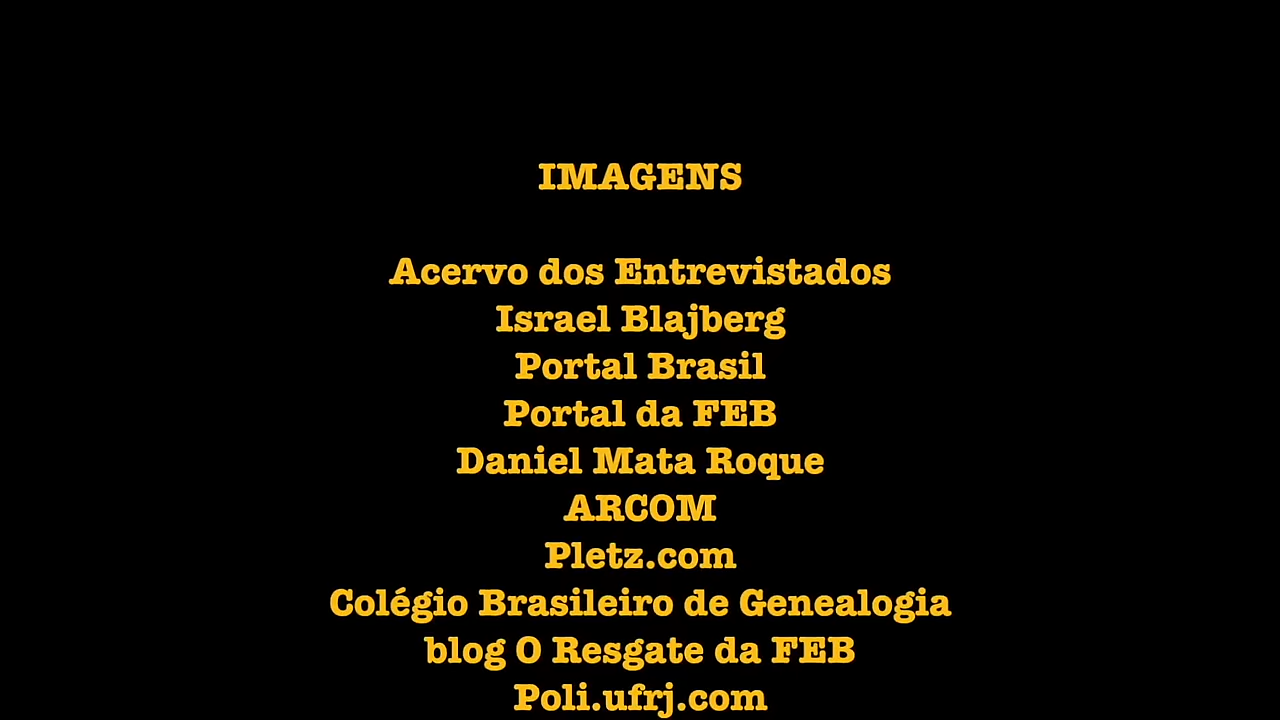 IMAGENS
Acervo dos Entrevistados
Israel Blajberg
Portal Brasil
Portal da FEB
Daniel Mata Roque
ARCOM
Pletz.com
Colégio Brasileiro de Genealogia
blog O Resgate da FEB
Poli.ufrj.com